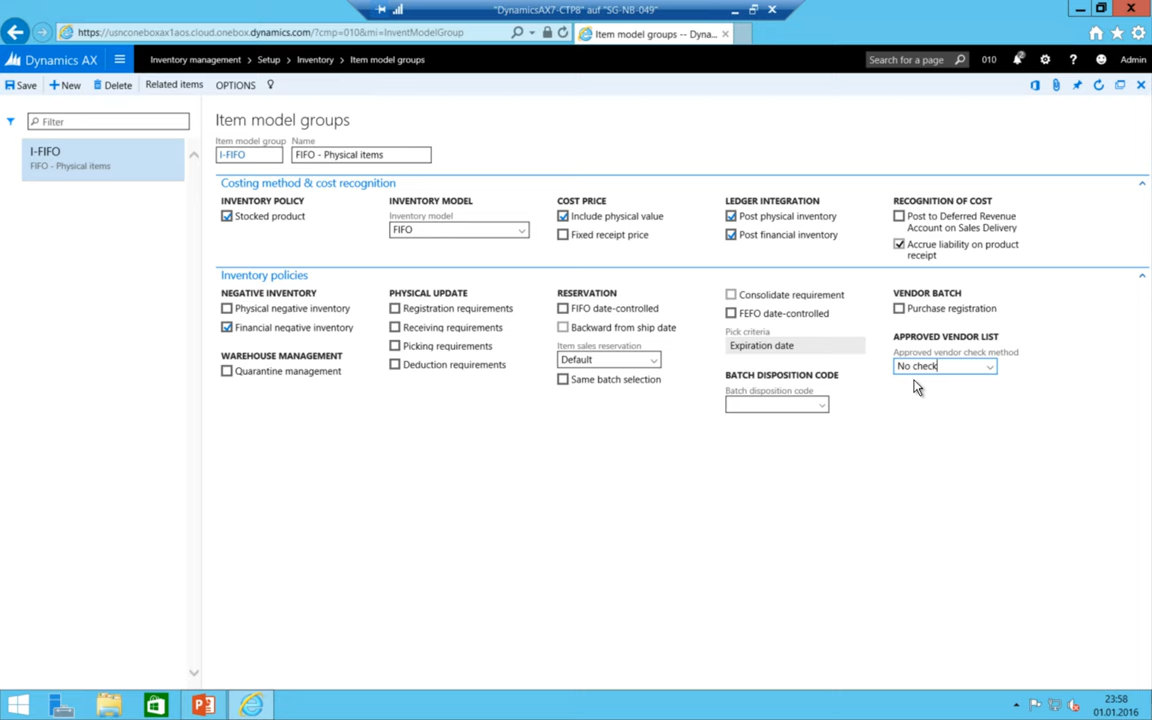 "DynamicsAX7-CTP8" auf "SG-NB-049"
https://usnconeboxax1aos.cloud.onebox.dynamics.com/?cmp=010&mi=InventModelGroup
Item model groups -- Dyna...
Dynamics AX
Inventory management > Setup > Inventory > Item model groups
Search for a page
010
Admin
Save
New
Delete
Related items
OPTIONS
Filter
I-FIFO
FIFO - Physical items
Item model groups
Item model group
Name
I-FIFO
FIFO - Physical items
Costing method & cost recognition
INVENTORY POLICY
Stocked product
INVENTORY MODEL
Inventory model
FIFO
COST PRICE
Include physical value
Fixed receipt price
LEDGER INTEGRATION
Post physical inventory
Post financial inventory
RECOGNITION OF COST
Post to Deferred Revenue
Account on Sales Delivery
Accrue liability on product
receipt
Inventory policies
NEGATIVE INVENTORY
Physical negative inventory
Financial negative inventory
WAREHOUSE MANAGEMENT
Quarantine management
PHYSICAL UPDATE
Registration requirements
Receiving requirements
Picking requirements
Deduction requirements
RESERVATION
FIFO date-controlled
Backward from ship date
Item sales reservation
Default
Same batch selection
Consolidate requirement
FEFO date-controlled
Pick criteria
Expiration date
BATCH DISPOSITION CODE
Batch disposition code
VENDOR BATCH
Purchase registration
APPROVED VENDOR LIST
Approved vendor check method
No check
23:58
01.01.2016